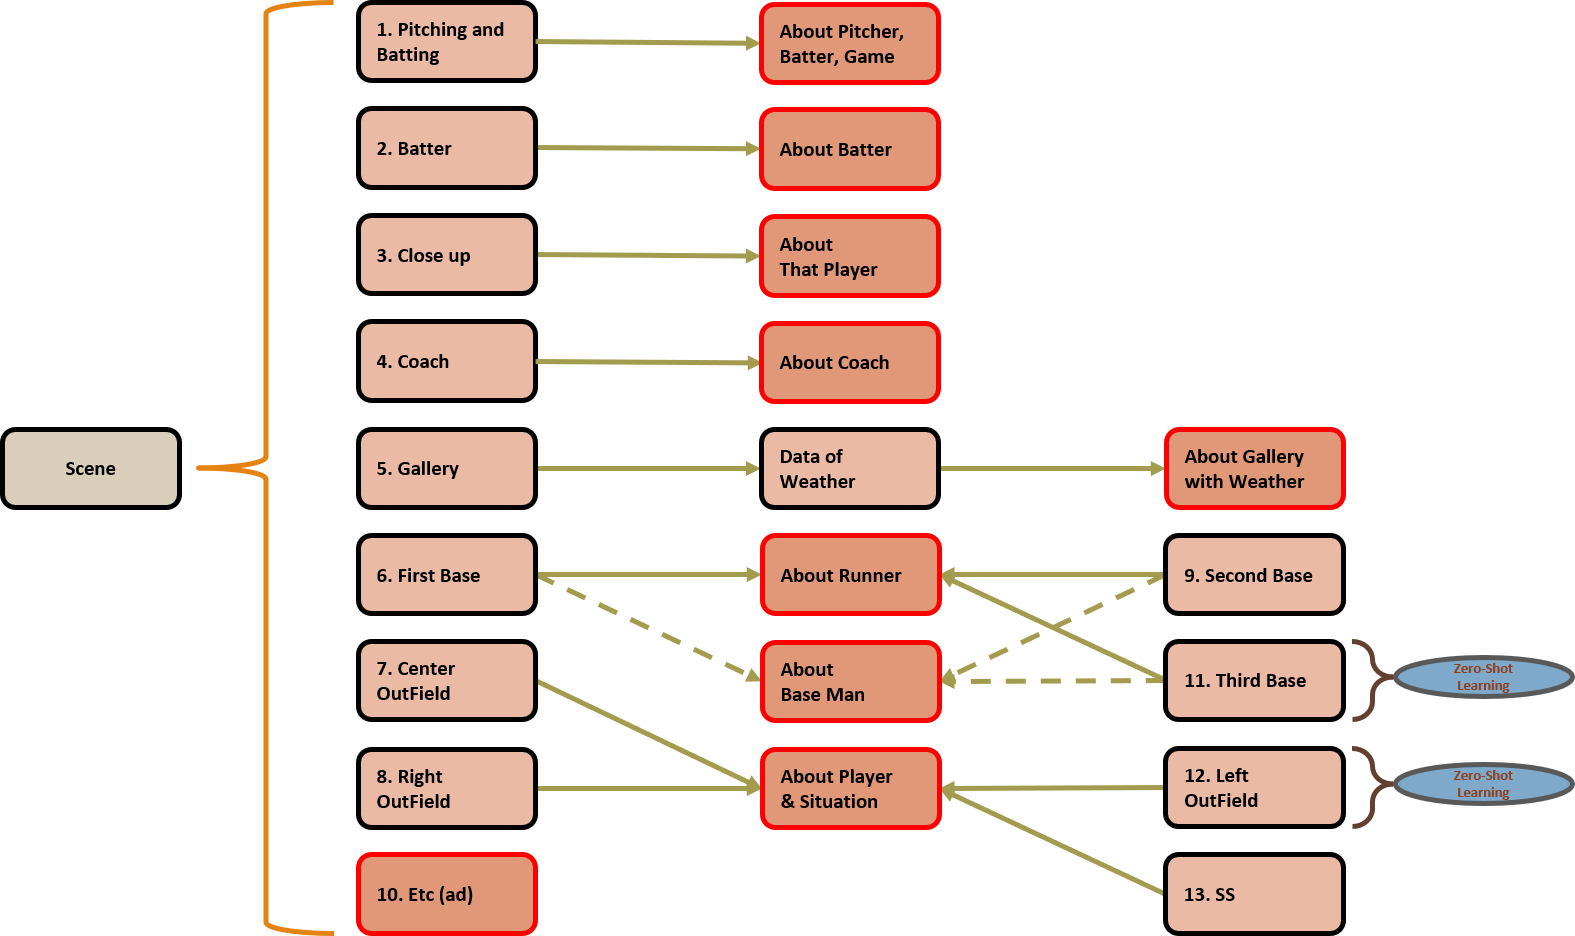 1. Pitching and
Batting
About Pitcher,
Batter, Game
2. Batter
About Batter
3. Close up
About
That Player
4. Coach
About Coach
Scene
5. Gallery
Data of
Weather
About Gallery
with Weather
6. First Base
About Runner
9. Second Base
7. Center
OutField
About
Base Man
11. Third Base
Zero-Shot
Learning
8. Right
OutField
About Player
& Situation
12. Left
OutField
Zero-Shot
Learning
10. Etc (ad)
13. SS